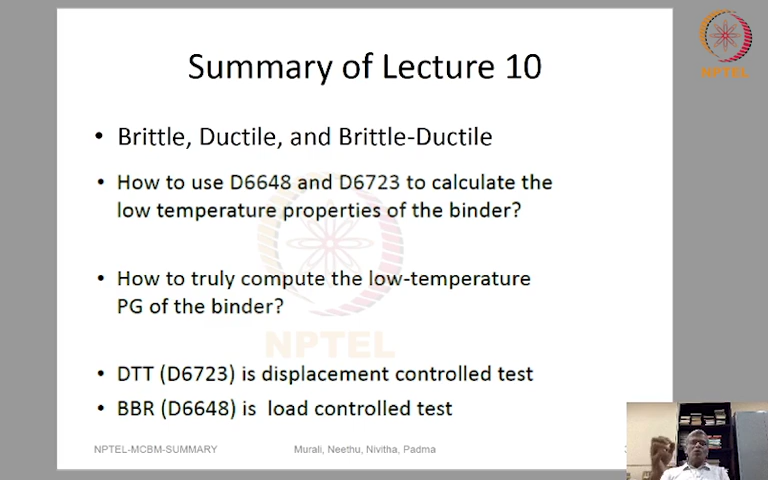 NPTEL
Summary of Lecture 10
• Brittle, Ductile, and Brittle-Ductile
• How to use D6648 and D6723 to calculate the
low temperature properties of the binder?
• How to truly compute the low-temperature
PG of the binder?
NPTEL
• DTT (D6723) is displacement controlled test
• BBR (D6648) is load controlled test
NPTEL-MCBM-SUMMARY
Murali, Neethu, Nivitha, Padma